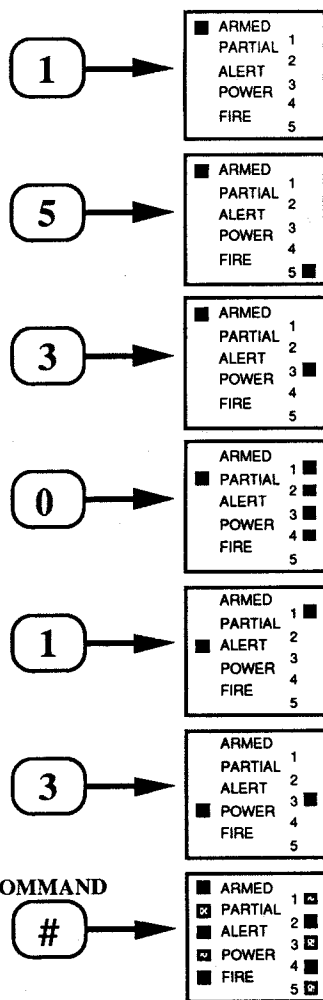 1
ARMED
PARTIAL 1
ALERT 2
POWER 3
FIRE 4
5
5
ARMED
PARTIAL 1
ALERT 2
POWER 3
FIRE 4
5
3
ARMED
PARTIAL 1
ALERT 2
POWER 3
FIRE 4
5
0
ARMED
PARTIAL 1
ALERT 2
POWER 3
FIRE 4
5
1
ARMED
PARTIAL 1
ALERT 2
POWER 3
FIRE 4
5
3
ARMED
PARTIAL 1
ALERT 2
POWER 3
FIRE 4
5
OMMAND
#
ARMED
PARTIAL 1
ALERT 2
POWER 3
FIRE 4
5